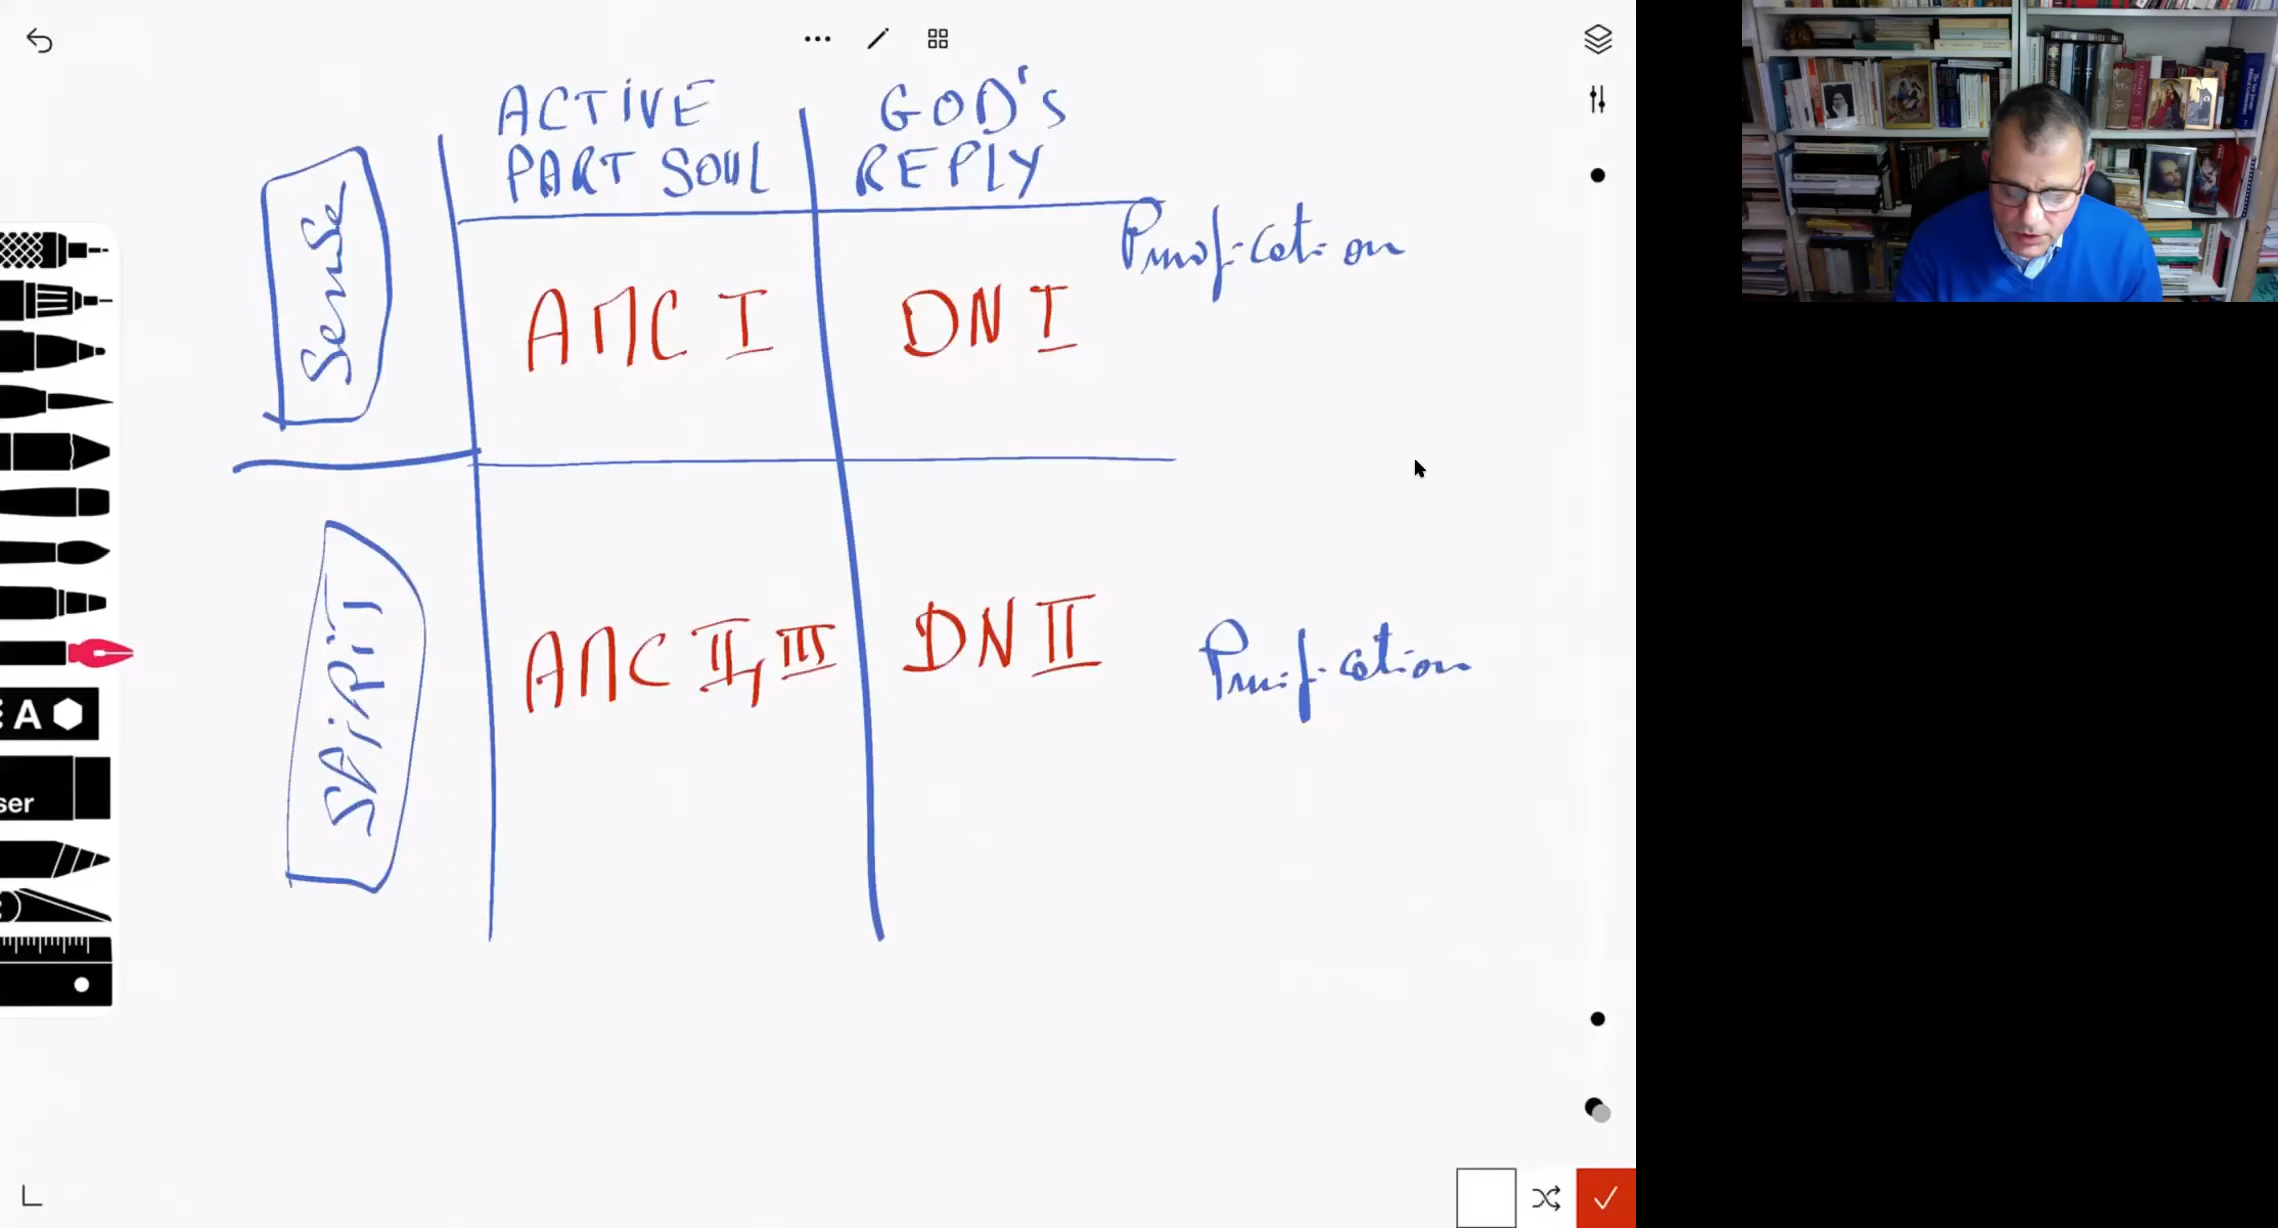 ACTIVE
PART SOUL
GOD'S
REPLY
Sense
AMC I
DN I
Purification
SPIRIT
AMC II, III
DN II
Purification
A
ser